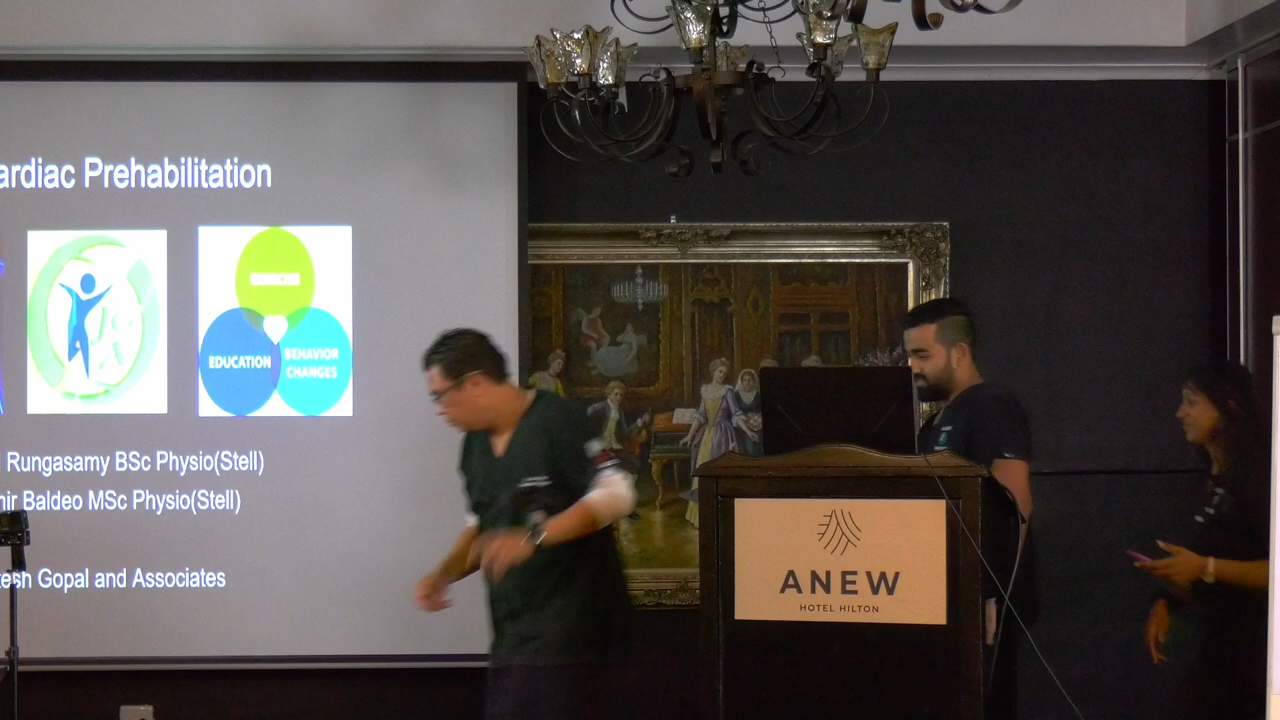 ardiac Prehabilitation
EXERCISE
EDUCATION
BEHAVIOR
CHANGES
Rungasamy BSc Physio(Stell)
hir Baldeo MSc Physio(Stell)
tesh Gopal and Associates
ANEW
HOTEL HILTON